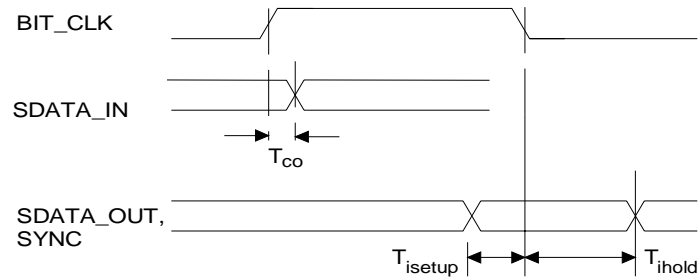 BIT_CLK
SDATA_IN
Tco
SDATA_OUT,
SYNC
Tisetup
Tihold